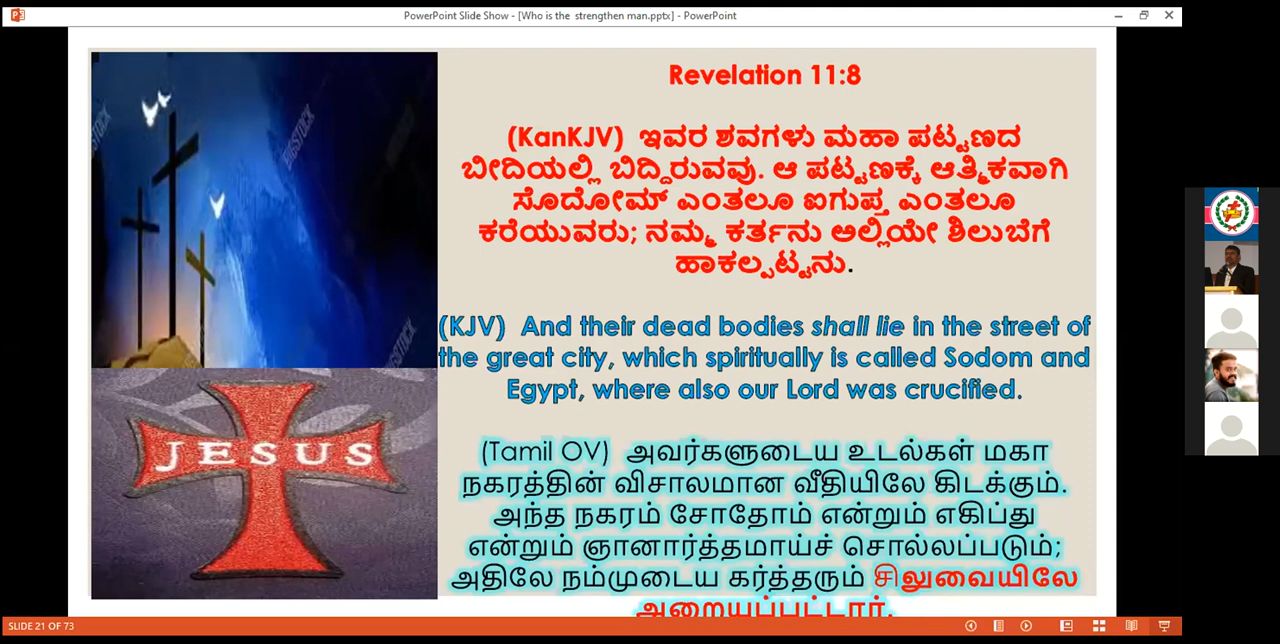 PowerPoint Slide Show - [Who is the  strengthen man.pptx] - PowerPoint
Revelation 11:8
(KanKJV) ಇವರ ಶವಗಳು ಮಹಾ ಪಟ್ಟಣದ
ಬೀದಿಯಲ್ಲಿ ಬಿದ್ದಿರುವವು. ಆ ಪಟ್ಟಣಕ್ಕೆ ಆತ್ಮಿಕವಾಗಿ
ಸೊದೋಮ್ ಎಂತಲೂ ಐಗುಪ್ತ ಎಂತಲೂ
ಕರೆಯುವರು; ನಮ್ಮ ಕರ್ತನು ಅಲ್ಲಿಯೇ ಶಿಲುಬೆಗೆ
ಹಾಕಲ್ಪಟ್ಟನು.
(KJV) And their dead bodies shall lie in the street of
the great city, which spiritually is called Sodom and
Egypt, where also our Lord was crucified.
(Tamil OV) அவர்களுடைய உடல்கள் மகா
நகரத்தின் விசாலமான வீதியிலே கிடக்கும்.
அந்த நகரம் சோதோம் என்றும் எகிப்து
என்றும் ஞானார்த்தமாய்ச் சொல்லப்படும்;
அதிலே நம்முடைய கர்த்தரும் சிலுவையிலே
அறையப்பட்டார்.
JESUS
BIGSTOCK
SLIDE 21 OF 73